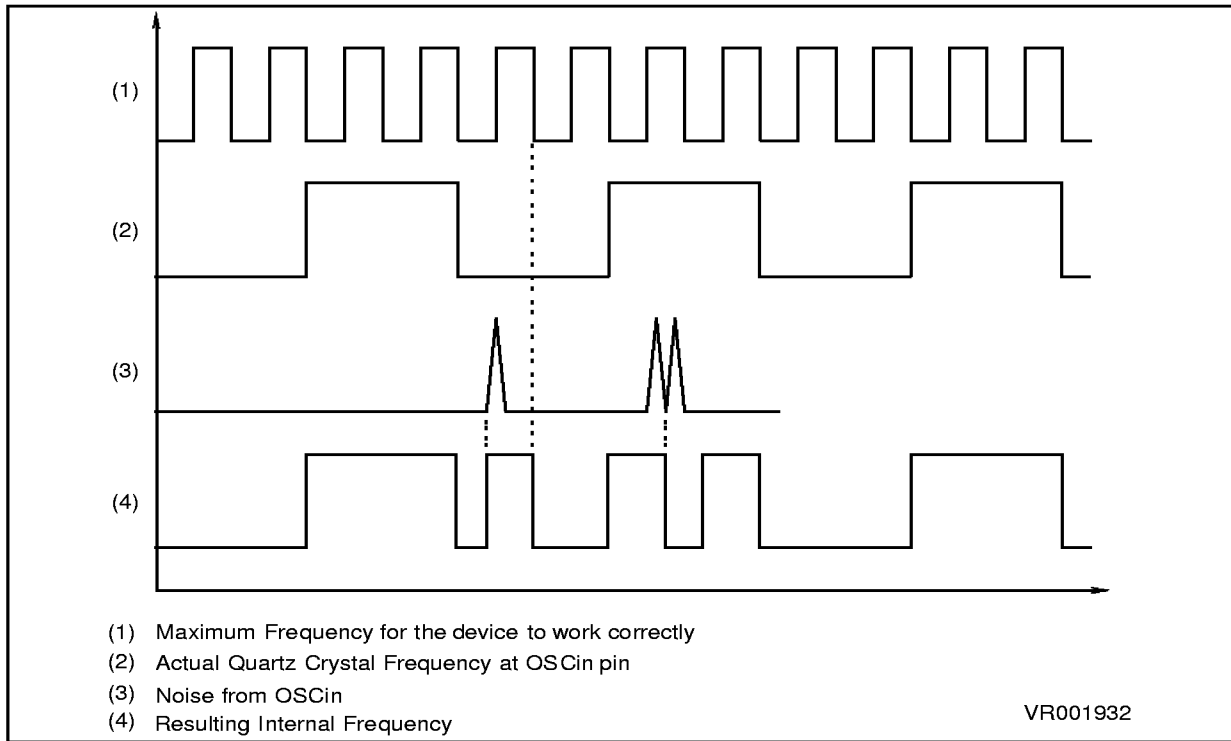 (1)
(2)
(3)
(4)
(1) Maximum Frequency for the device to work correctly
(2) Actual Quartz Crystal Frequency at OSCin pin
(3) Noise from OSCin
(4) Resulting Internal Frequency
VR001932